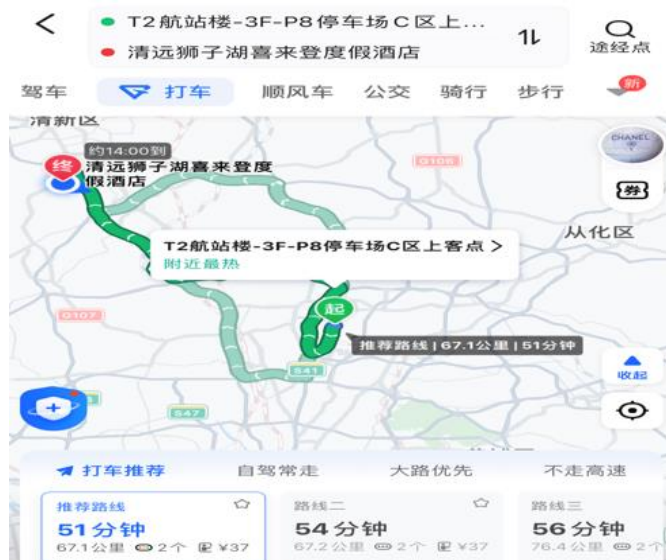 T2航站楼-3F-P8停车场C区上...
清远狮子湖喜来登度假酒店
途经点
驾车 打车 顺风车 公交 骑行 步行 新
清新区
约14:00到
终
清远狮子湖喜来登度
假酒店
G105
CHANEL
券
从化区
T2航站楼-3F-P8停车场C区上客点 >
附近最热
起
G107
推荐路线|67.1公里|51分钟
S41
收起
S47
打车推荐 自驾常走 大路优先 不走高速
推荐路线 路线二 路线三
51分钟 54分钟 56分钟
67.1公里 2个 ¥37 67.2公里 2个 ¥37 76.4公里 2个